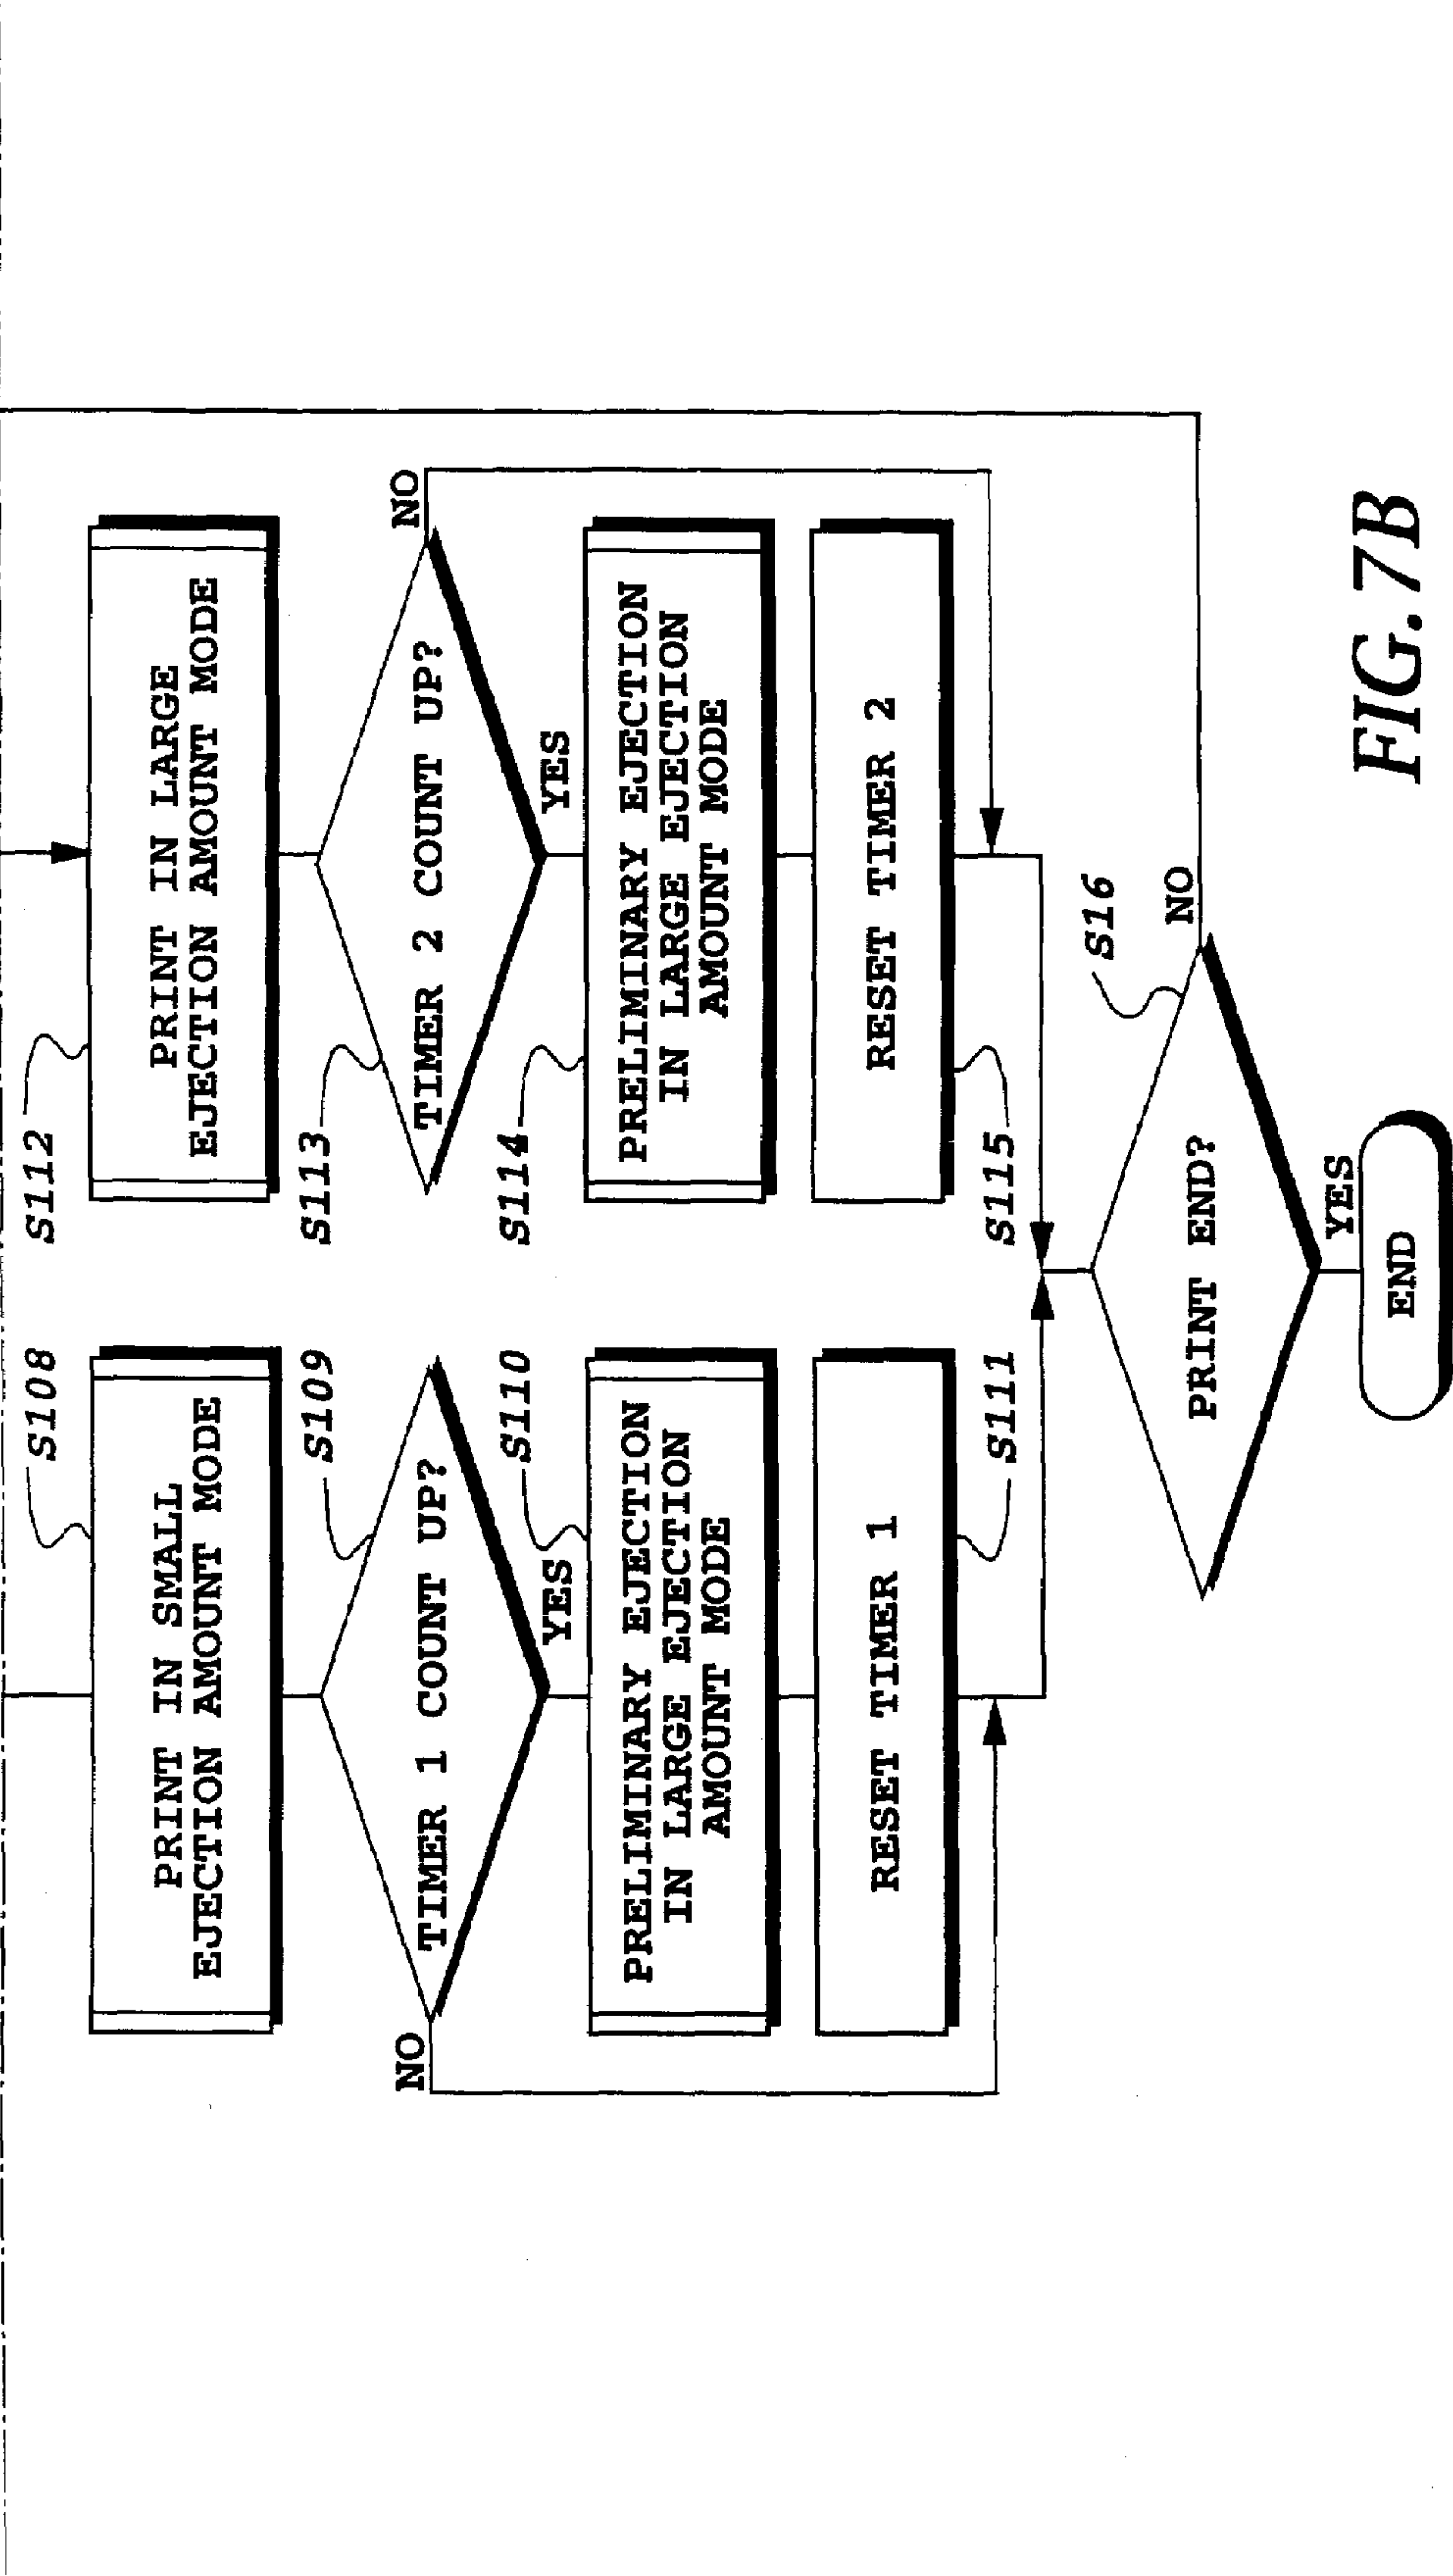 S108
PRINT IN SMALL
EJECTION AMOUNT MODE
S109
TIMER 1 COUNT UP?
NO
YES
S110
PRELIMINARY EJECTION
IN LARGE EJECTION
AMOUNT MODE
RESET TIMER 1
S111
S112
PRINT IN LARGE
EJECTION AMOUNT MODE
S113
TIMER 2 COUNT UP?
NO
YES
S114
PRELIMINARY EJECTION
IN LARGE EJECTION
AMOUNT MODE
RESET TIMER 2
S115
S16
PRINT END?
NO
YES
END
FIG.7B